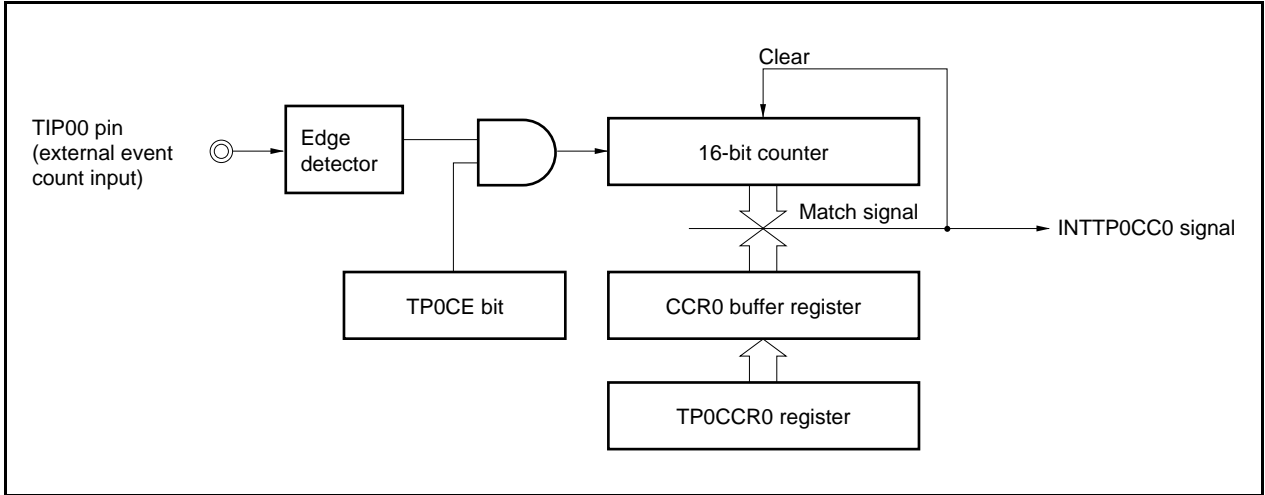 Clear
TIP00 pin
(external event
count input)
Edge
detector
16-bit counter
Match signal
INTTP0CC0 signal
TP0CE bit
CCR0 buffer register
TP0CCR0 register